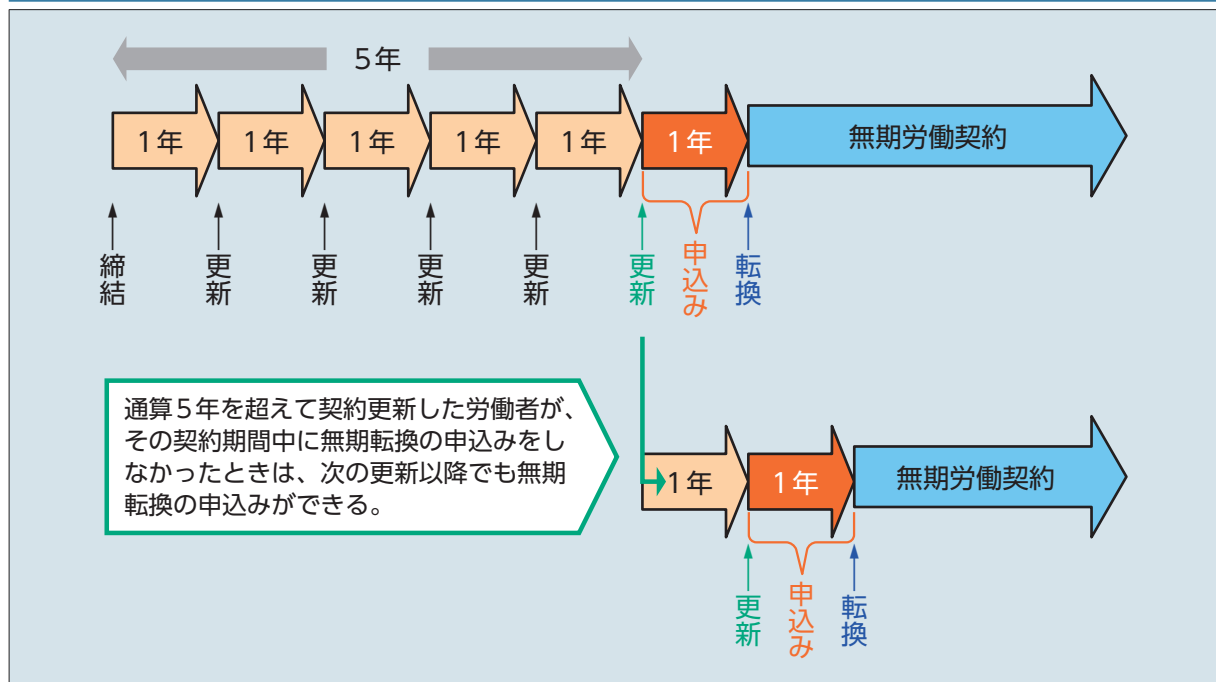 5年
1年
1年
1年
1年
1年
1年
無期労働契約
締結
更新
更新
更新
更新
更新
申込み
転換
通算5年を超えて契約更新した労働者が、
その契約期間中に無期転換の申込みをし
なかったときは、次の更新以降でも無期
転換の申込みができる。
1年
1年
無期労働契約
更新
申込み
転換